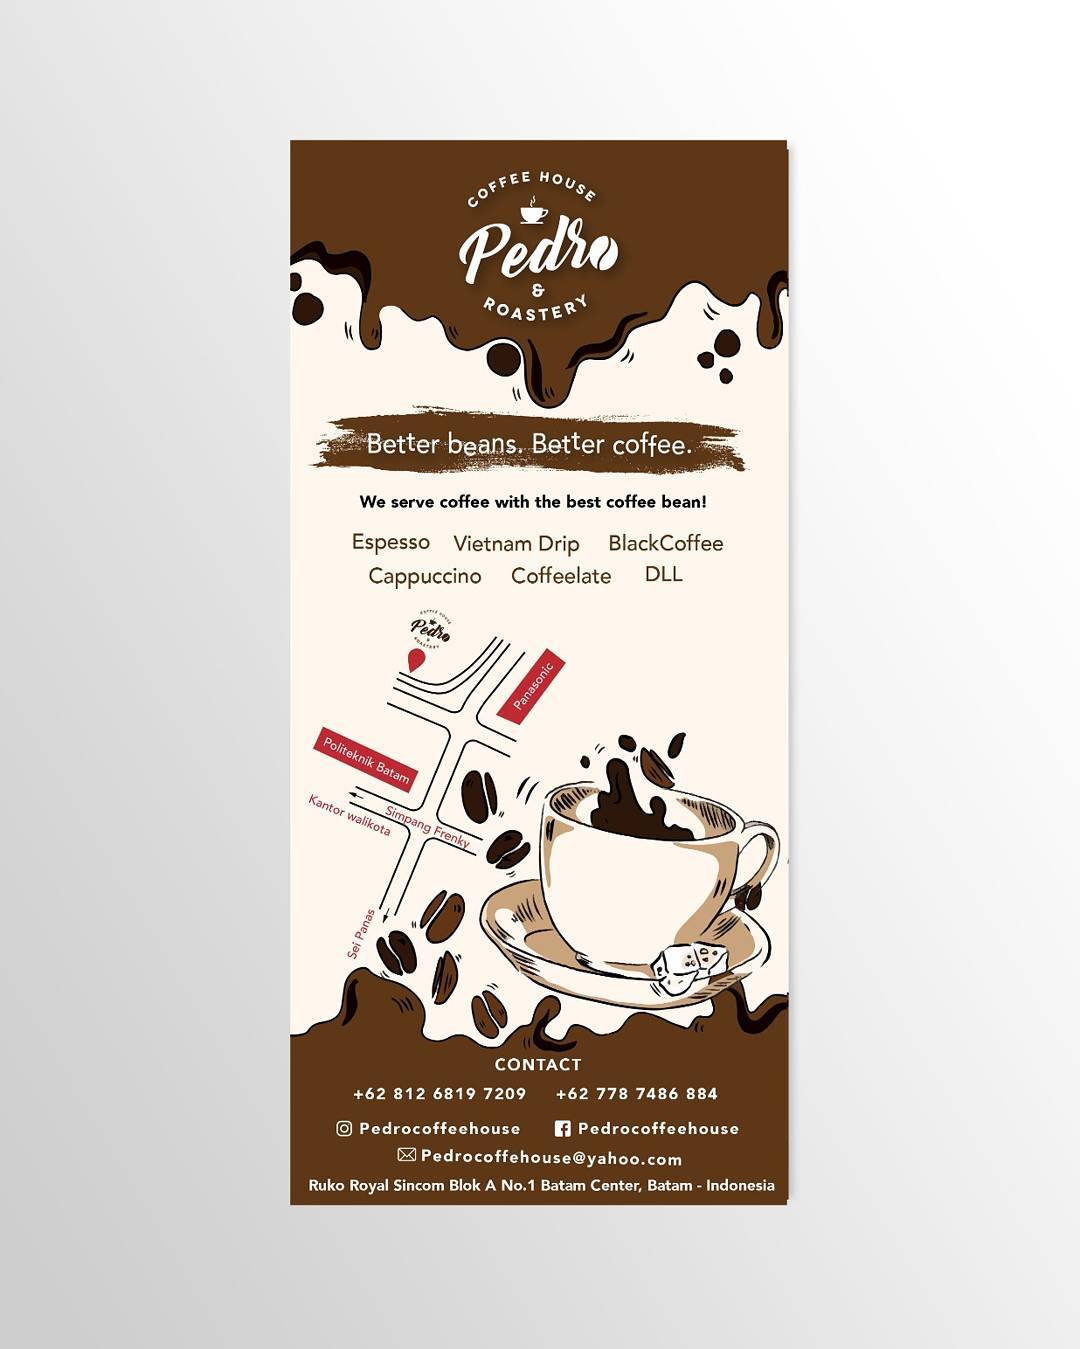 COFFEE HOUSE
Pedro
&
ROASTERY
Better beans. Better coffee.
We serve coffee with the best coffee bean!
Espesso Vietnam Drip BlackCoffee
Cappuccino Coffeelate DLL
COFFEE HOUSE
Pedro
&
ROASTERY
Panasonic
Politeknik Batam
Kantor walikota
Simpang Frenky
Sei Panas
CONTACT
+62 812 6819 7209 +62 778 7486 884
Pedrocoffeehouse Pedrocoffeehouse
Pedrocoffehouse@yahoo.com
Ruko Royal Sincom Blok A No.1 Batam Center, Batam - Indonesia